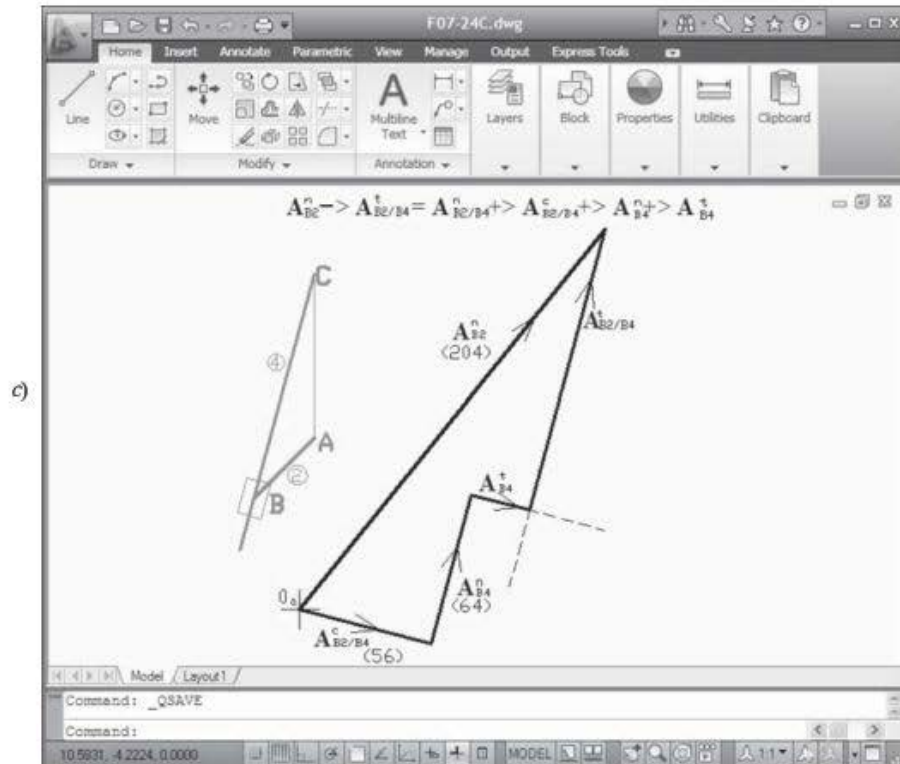 F07-24C.dwg
Home Insert Annotate Parametric View Manage Output Express Tools
Line Move A Multiline Text Layers Block Properties Utilities Clipboard
Draw Modify Annotation
A^n_B2 -> A^t_B2/B4 = A^n_B2/B4 +> A^c_B2/B4 +> A^n_B4 +> A^t_B4
C
A^t_B2/B4
A^n_B2
(204)
4
c)
A
2
B
A^t_B4
A^n_B4
(64)
0a
A^c_B2/B4
(56)
Model Layout1
Command: _QSAVE
Command:
10.5931, -4.2224, 0.0000 MODEL 1:1